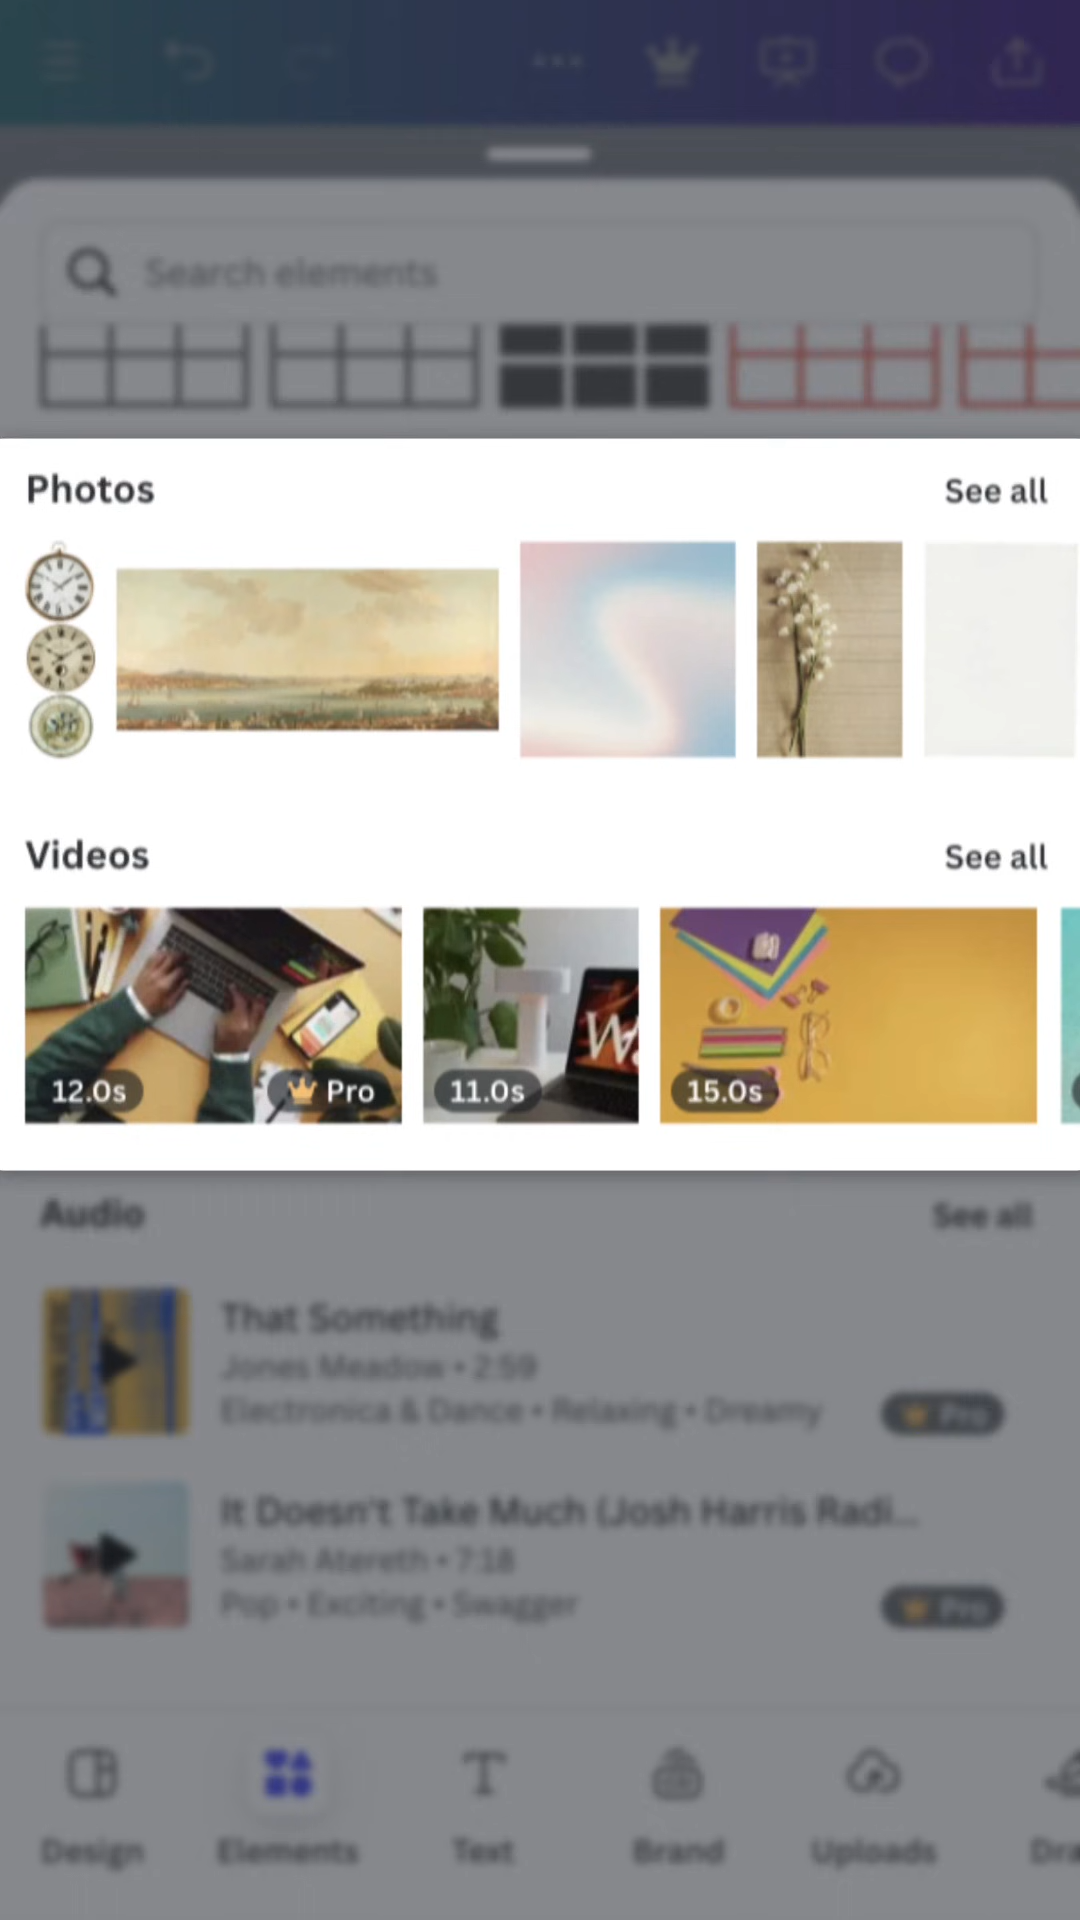 Search elements
Photos
See all
Videos
See all
12.0s
Pro
11.0s
15.0s
Audio
See all
That Something
Jones Meadow • 2:59
Electronica & Dance • Relaxing • Dreamy
Pro
It Doesn't Take Much (Josh Harris Radi...
Sarah Atereth • 7:18
Pop • Exciting • Swagger
Pro
Design
Elements
Text
Brand
Uploads
Dra